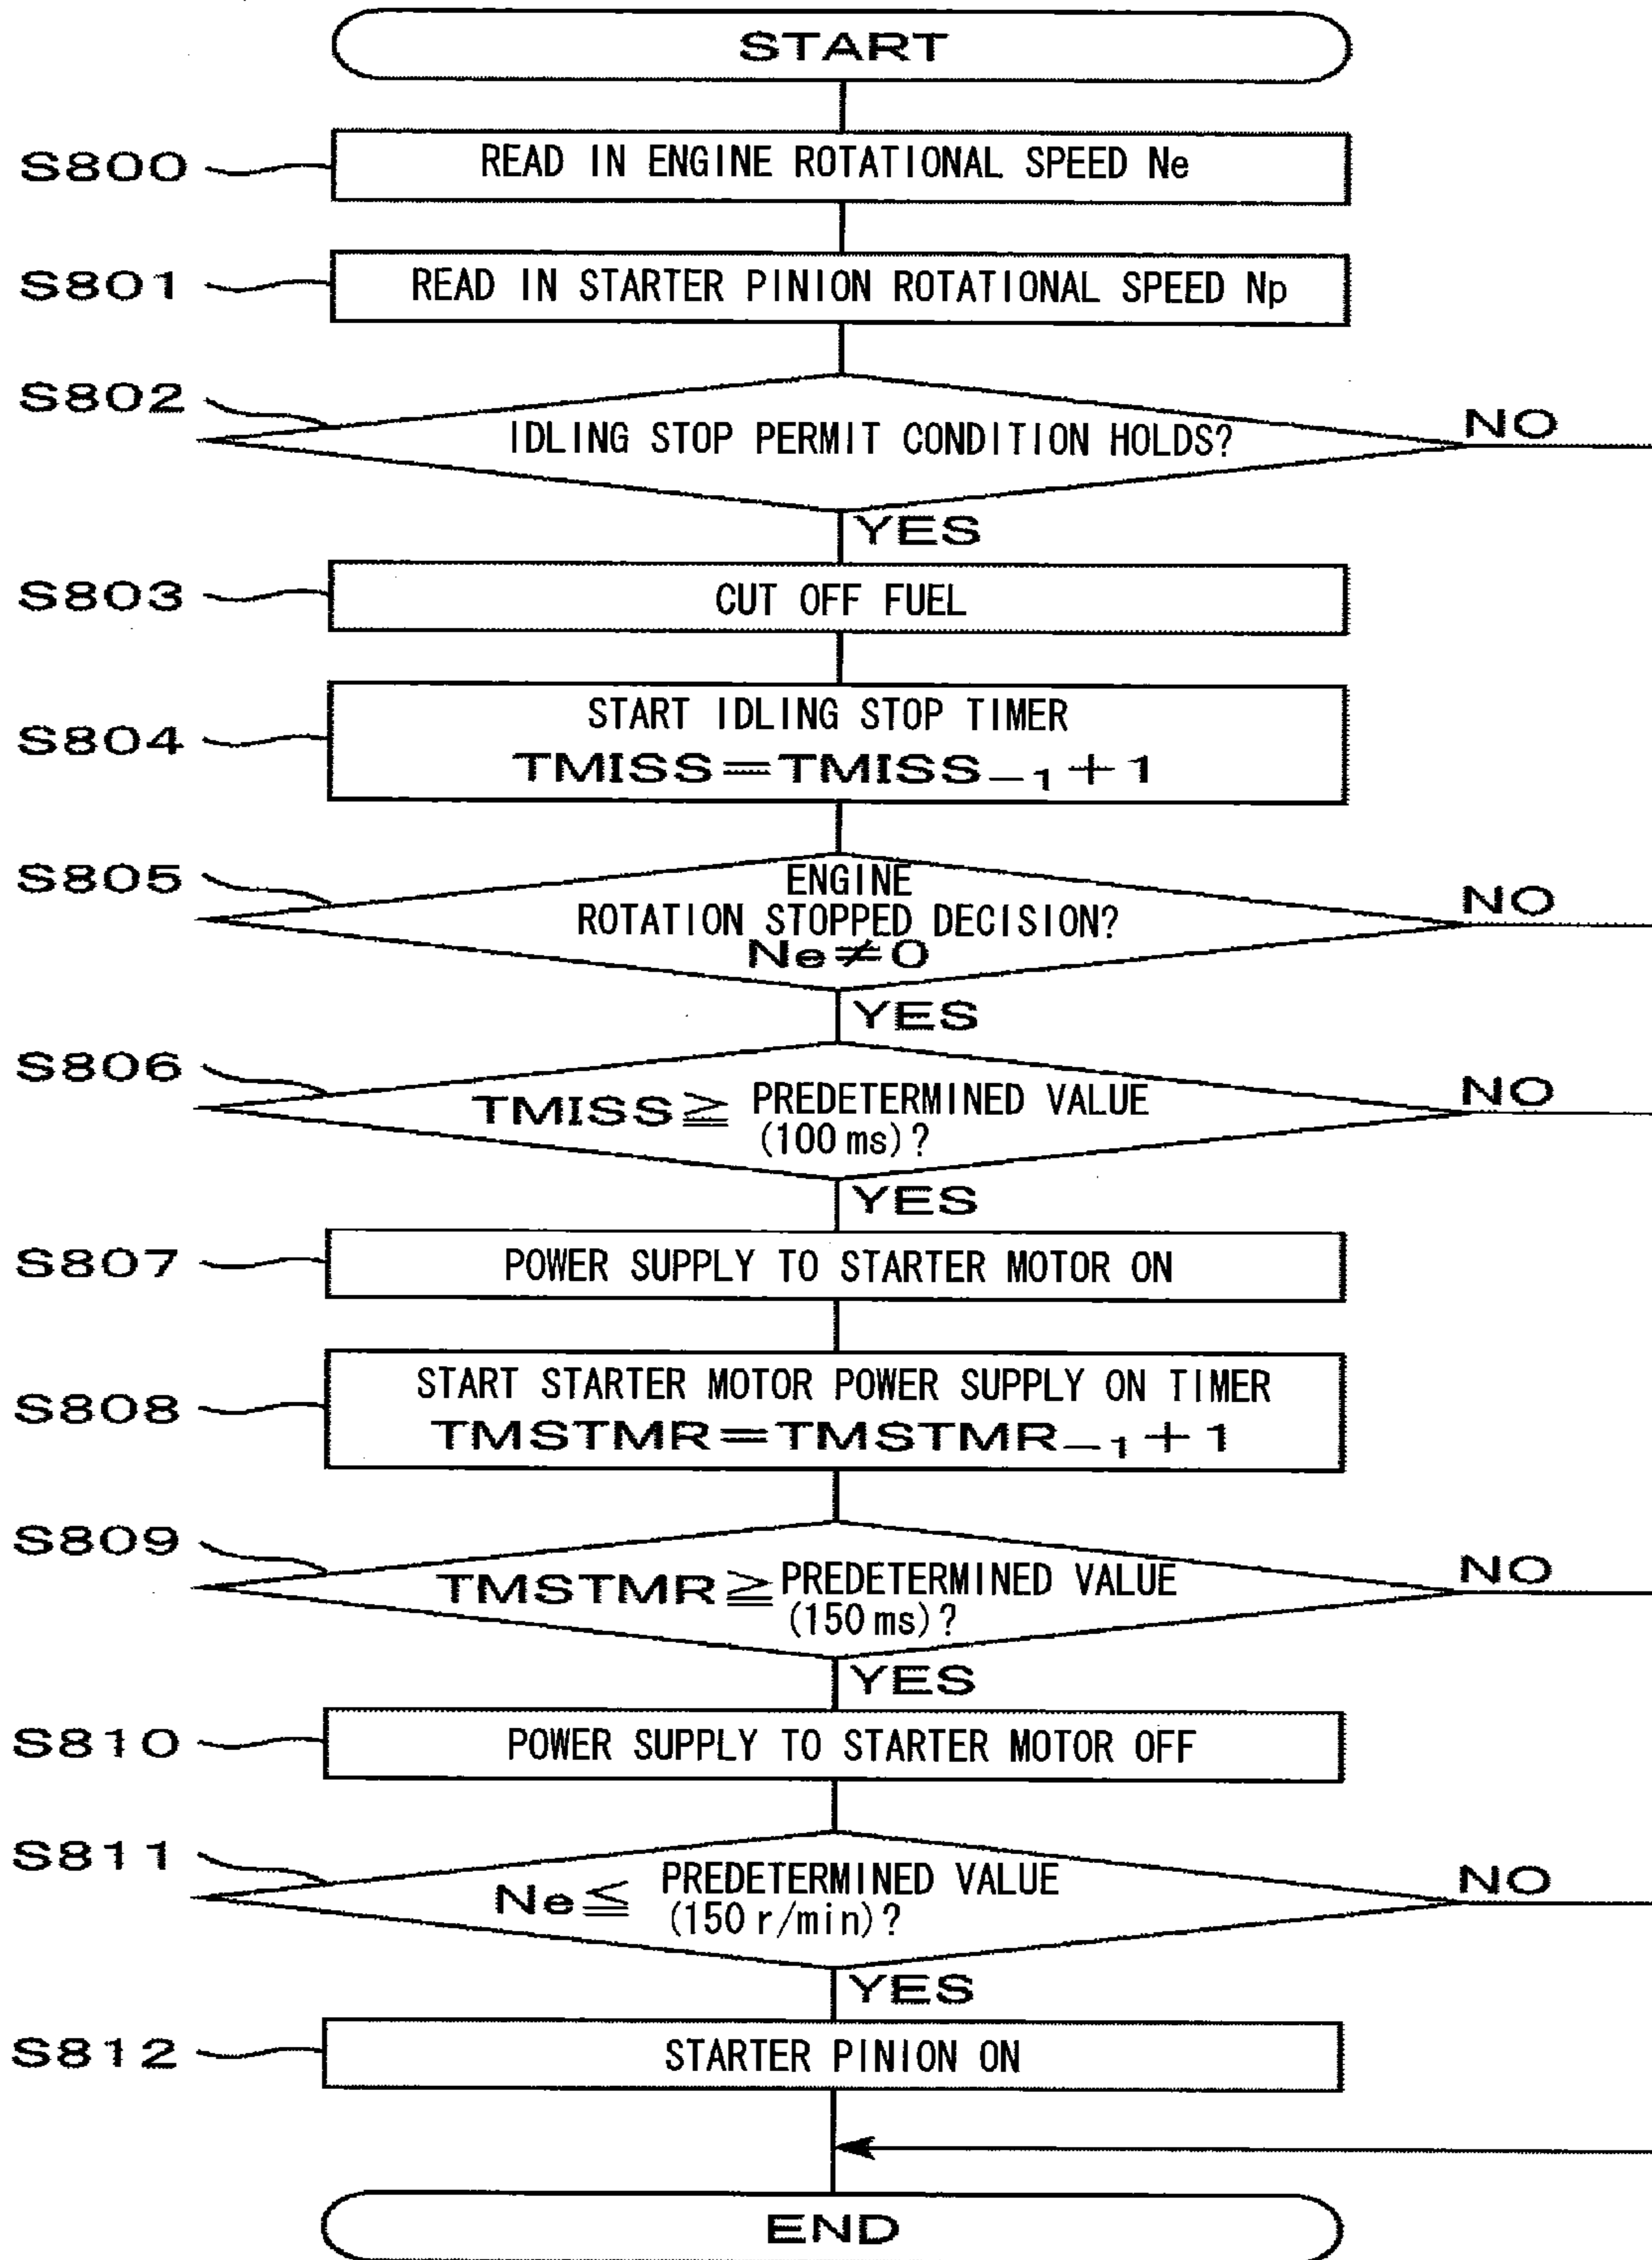 START
S800
READ IN ENGINE ROTATIONAL SPEED Ne
S801
READ IN STARTER PINION ROTATIONAL SPEED Np
S802
IDLING STOP PERMIT CONDITION HOLDS?
NO
YES
S803
CUT OFF FUEL
S804
START IDLING STOP TIMER
TMISS=TMISS₋₁+1
S805
ENGINE
ROTATION STOPPED DECISION?
Ne≠0
NO
YES
S806
TMISS≧ PREDETERMINED VALUE
(100 ms)?
NO
YES
S807
POWER SUPPLY TO STARTER MOTOR ON
S808
START STARTER MOTOR POWER SUPPLY ON TIMER
TMSTMR=TMSTMR₋₁+1
S809
TMSTMR≧ PREDETERMINED VALUE
(150 ms)?
NO
YES
S810
POWER SUPPLY TO STARTER MOTOR OFF
S811
Ne≦ PREDETERMINED VALUE
(150 r/min)?
NO
YES
S812
STARTER PINION ON
END